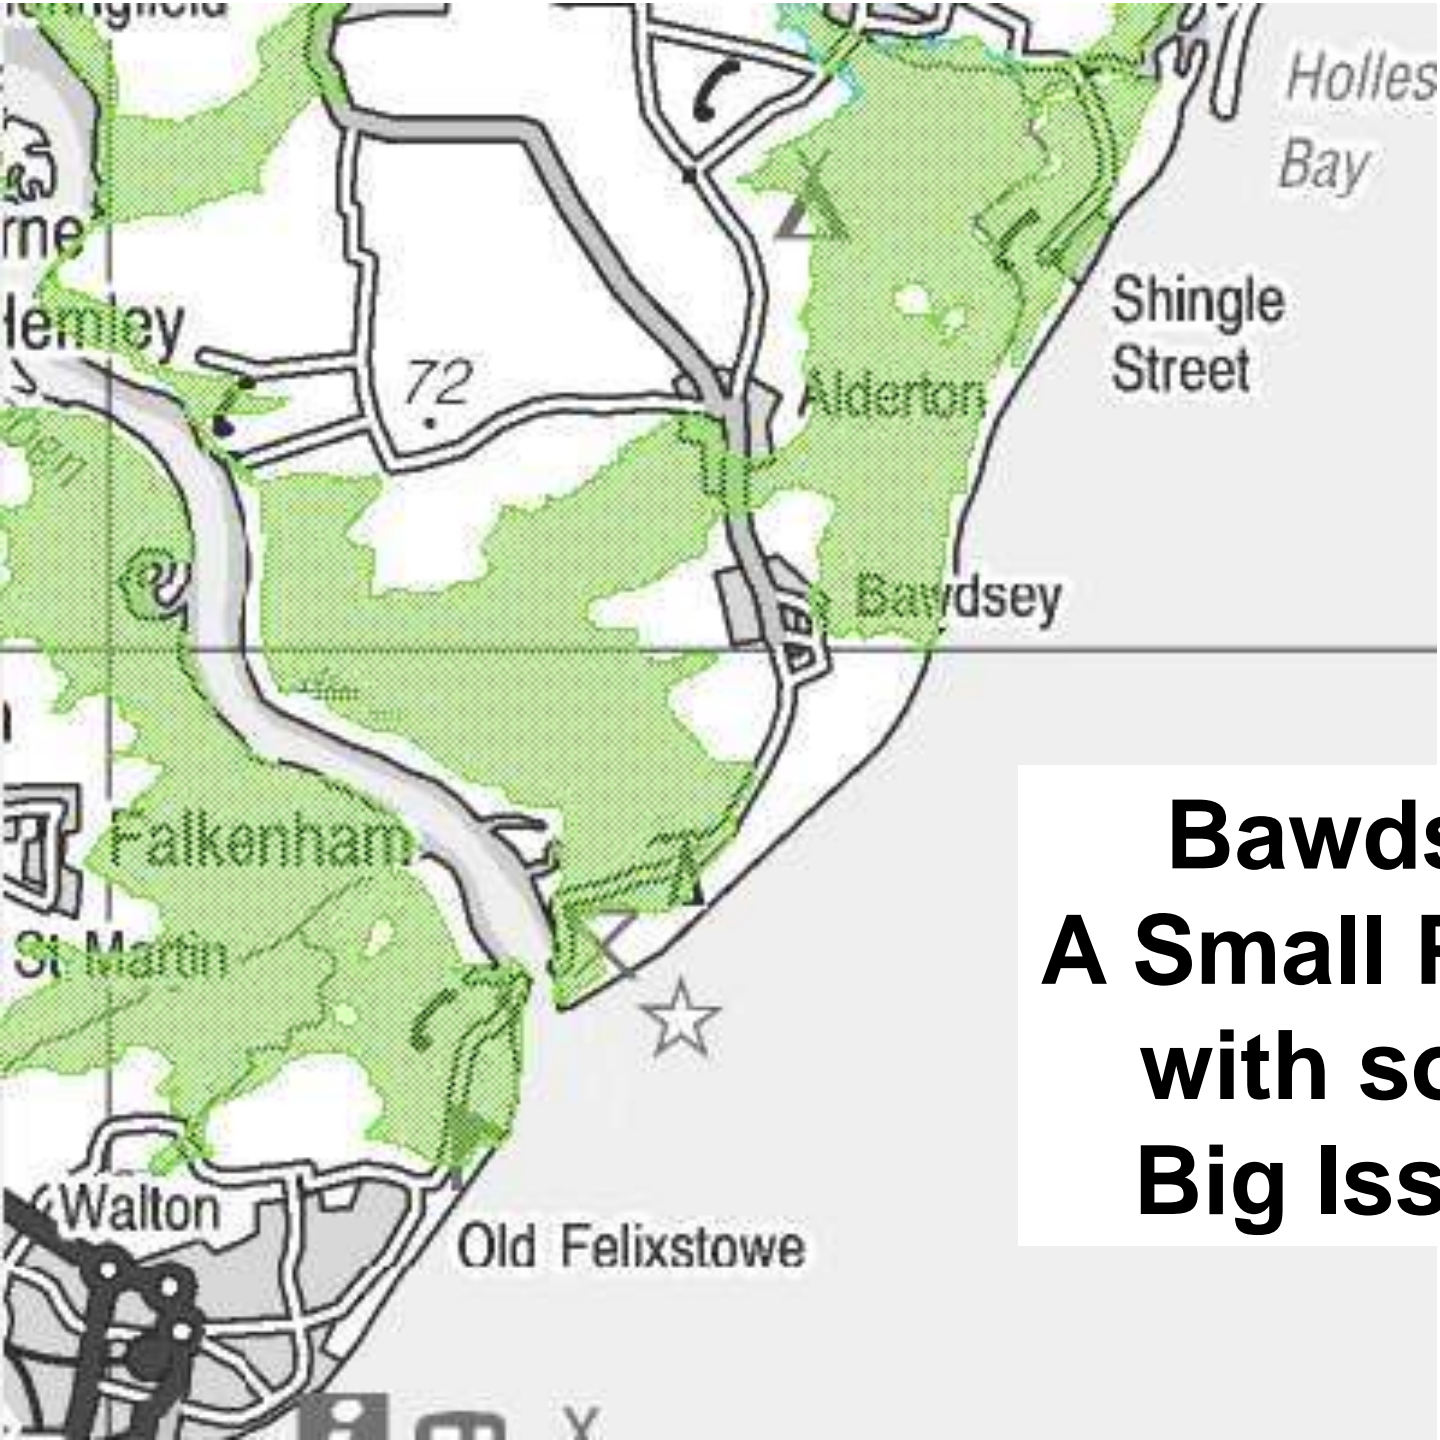 Holles
Bay
rne
Hemley
Shingle
Street
72
Alderton
Bawdsey
Falkenham
St Martin
Walton
Old Felixstowe
Bawds
A Small
with so
Big Iss